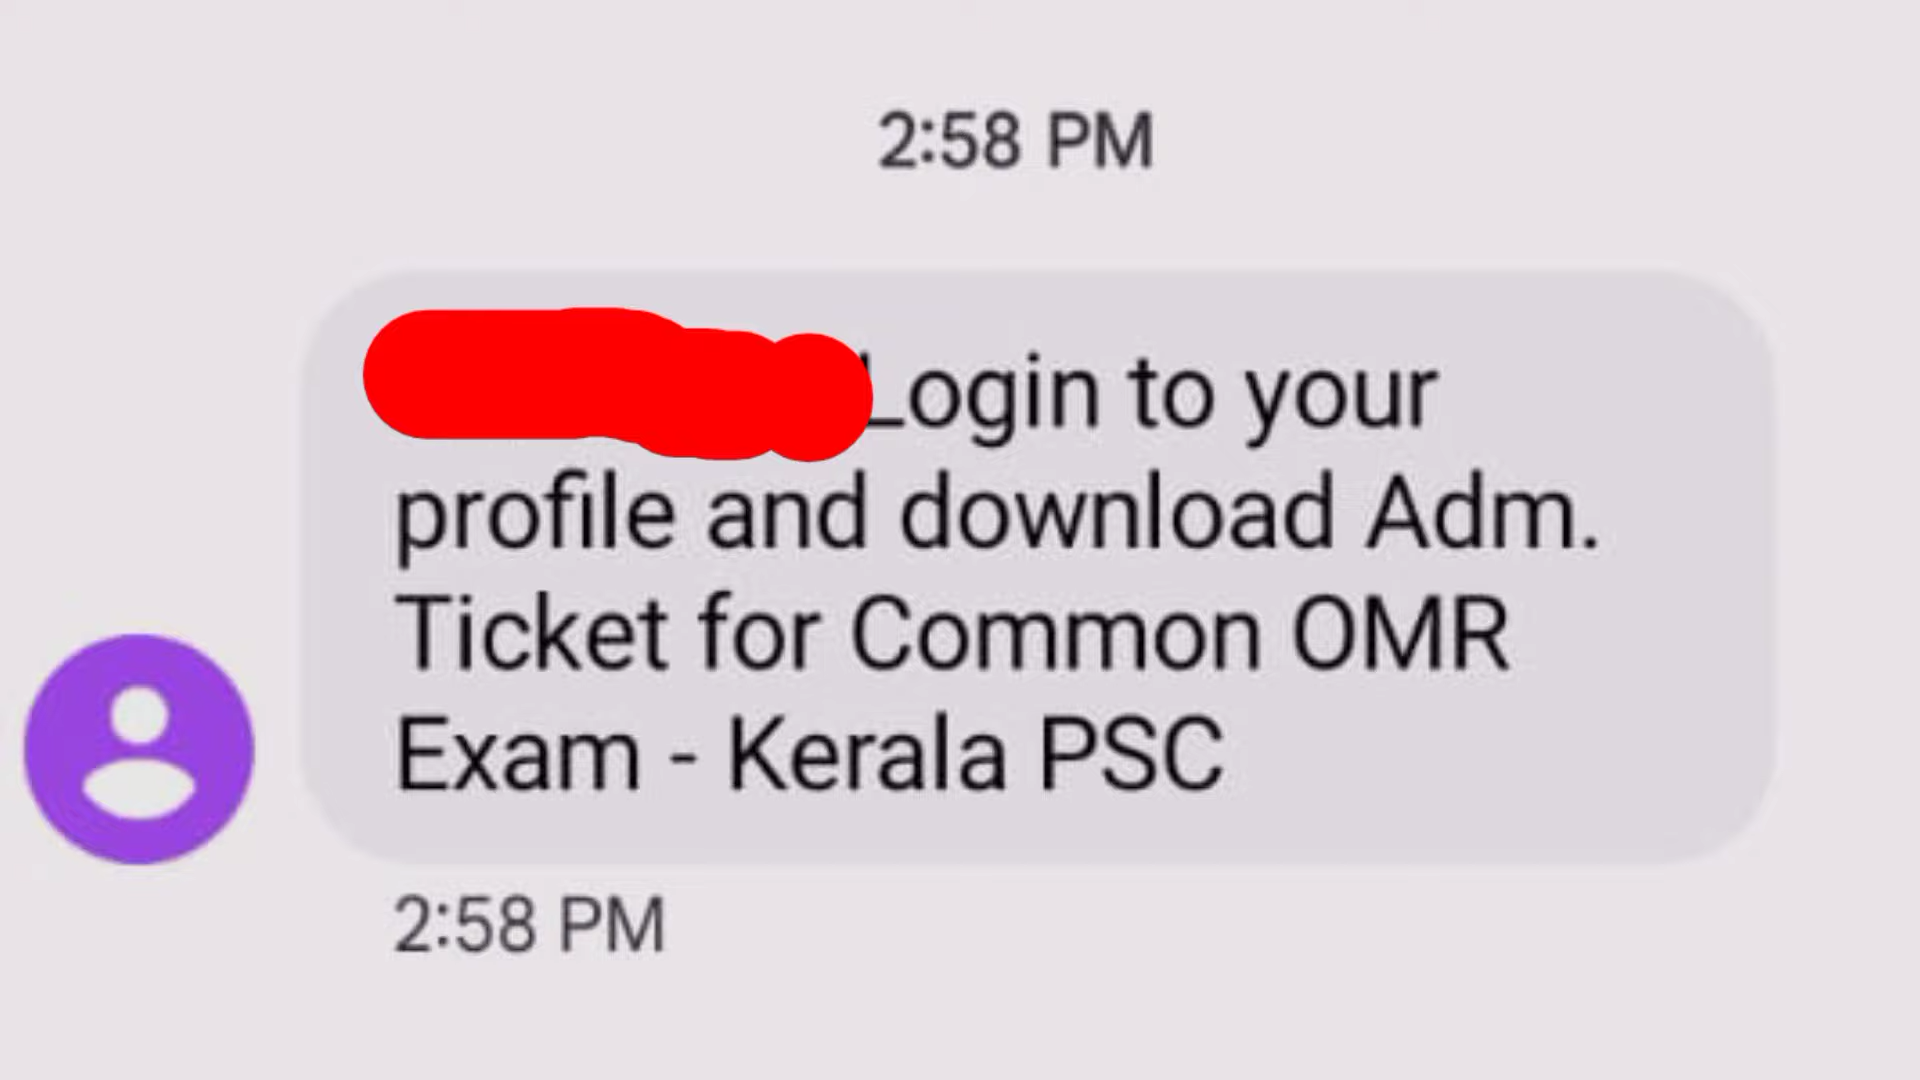 2:58 PM
Login to your
profile and download Adm.
Ticket for Common OMR
Exam - Kerala PSC
2:58 PM